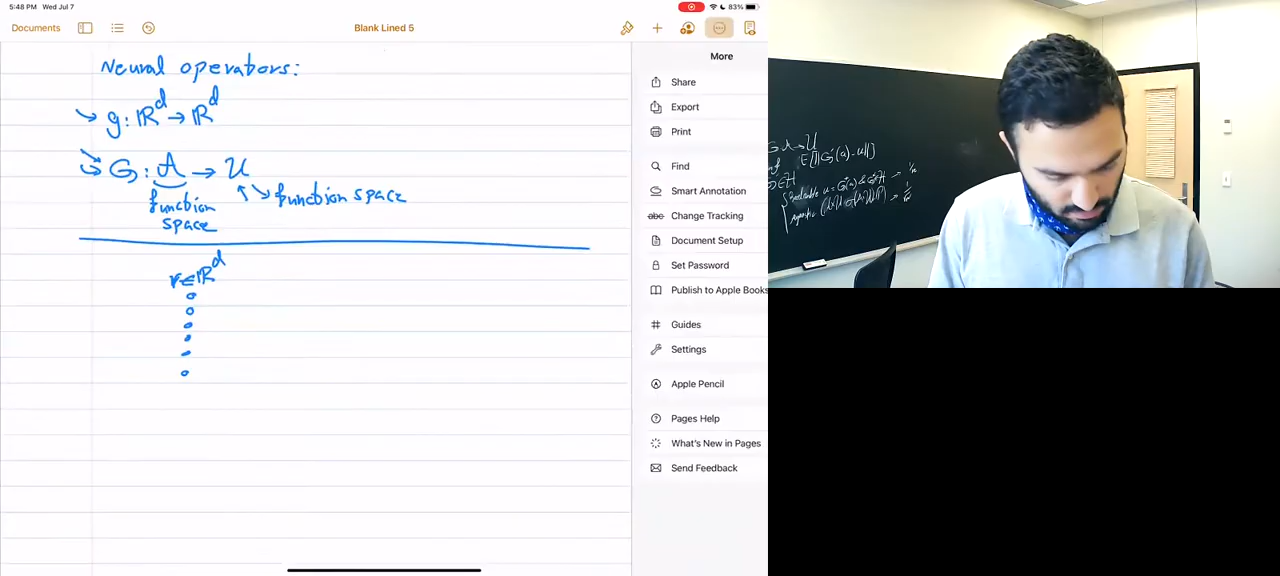 5:48 PM Wed Jul 7
83%
Documents
Blank Lined 5
Neural operators:
g: ℝ^d → ℝ^d
G: A → U
function space
function space
v ∈ ℝ^d
More
Share
Export
Print
Find
Smart Annotation
abc Change Tracking
Document Setup
Set Password
Publish to Apple Books
Guides
Settings
Apple Pencil
Pages Help
What's New in Pages
Send Feedback
A → U